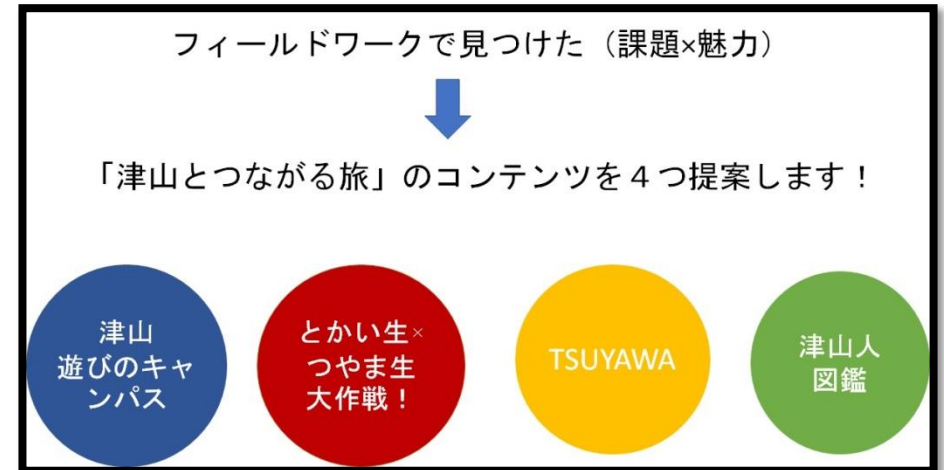 フィールドワークで見つけた（課題×魅力）
「津山とつながる旅」のコンテンツを４つ提案します！
津山
遊びのキャ
ンパス
とかい生×
つやま生
大作戦！
TSUYAWA
津山人
図鑑